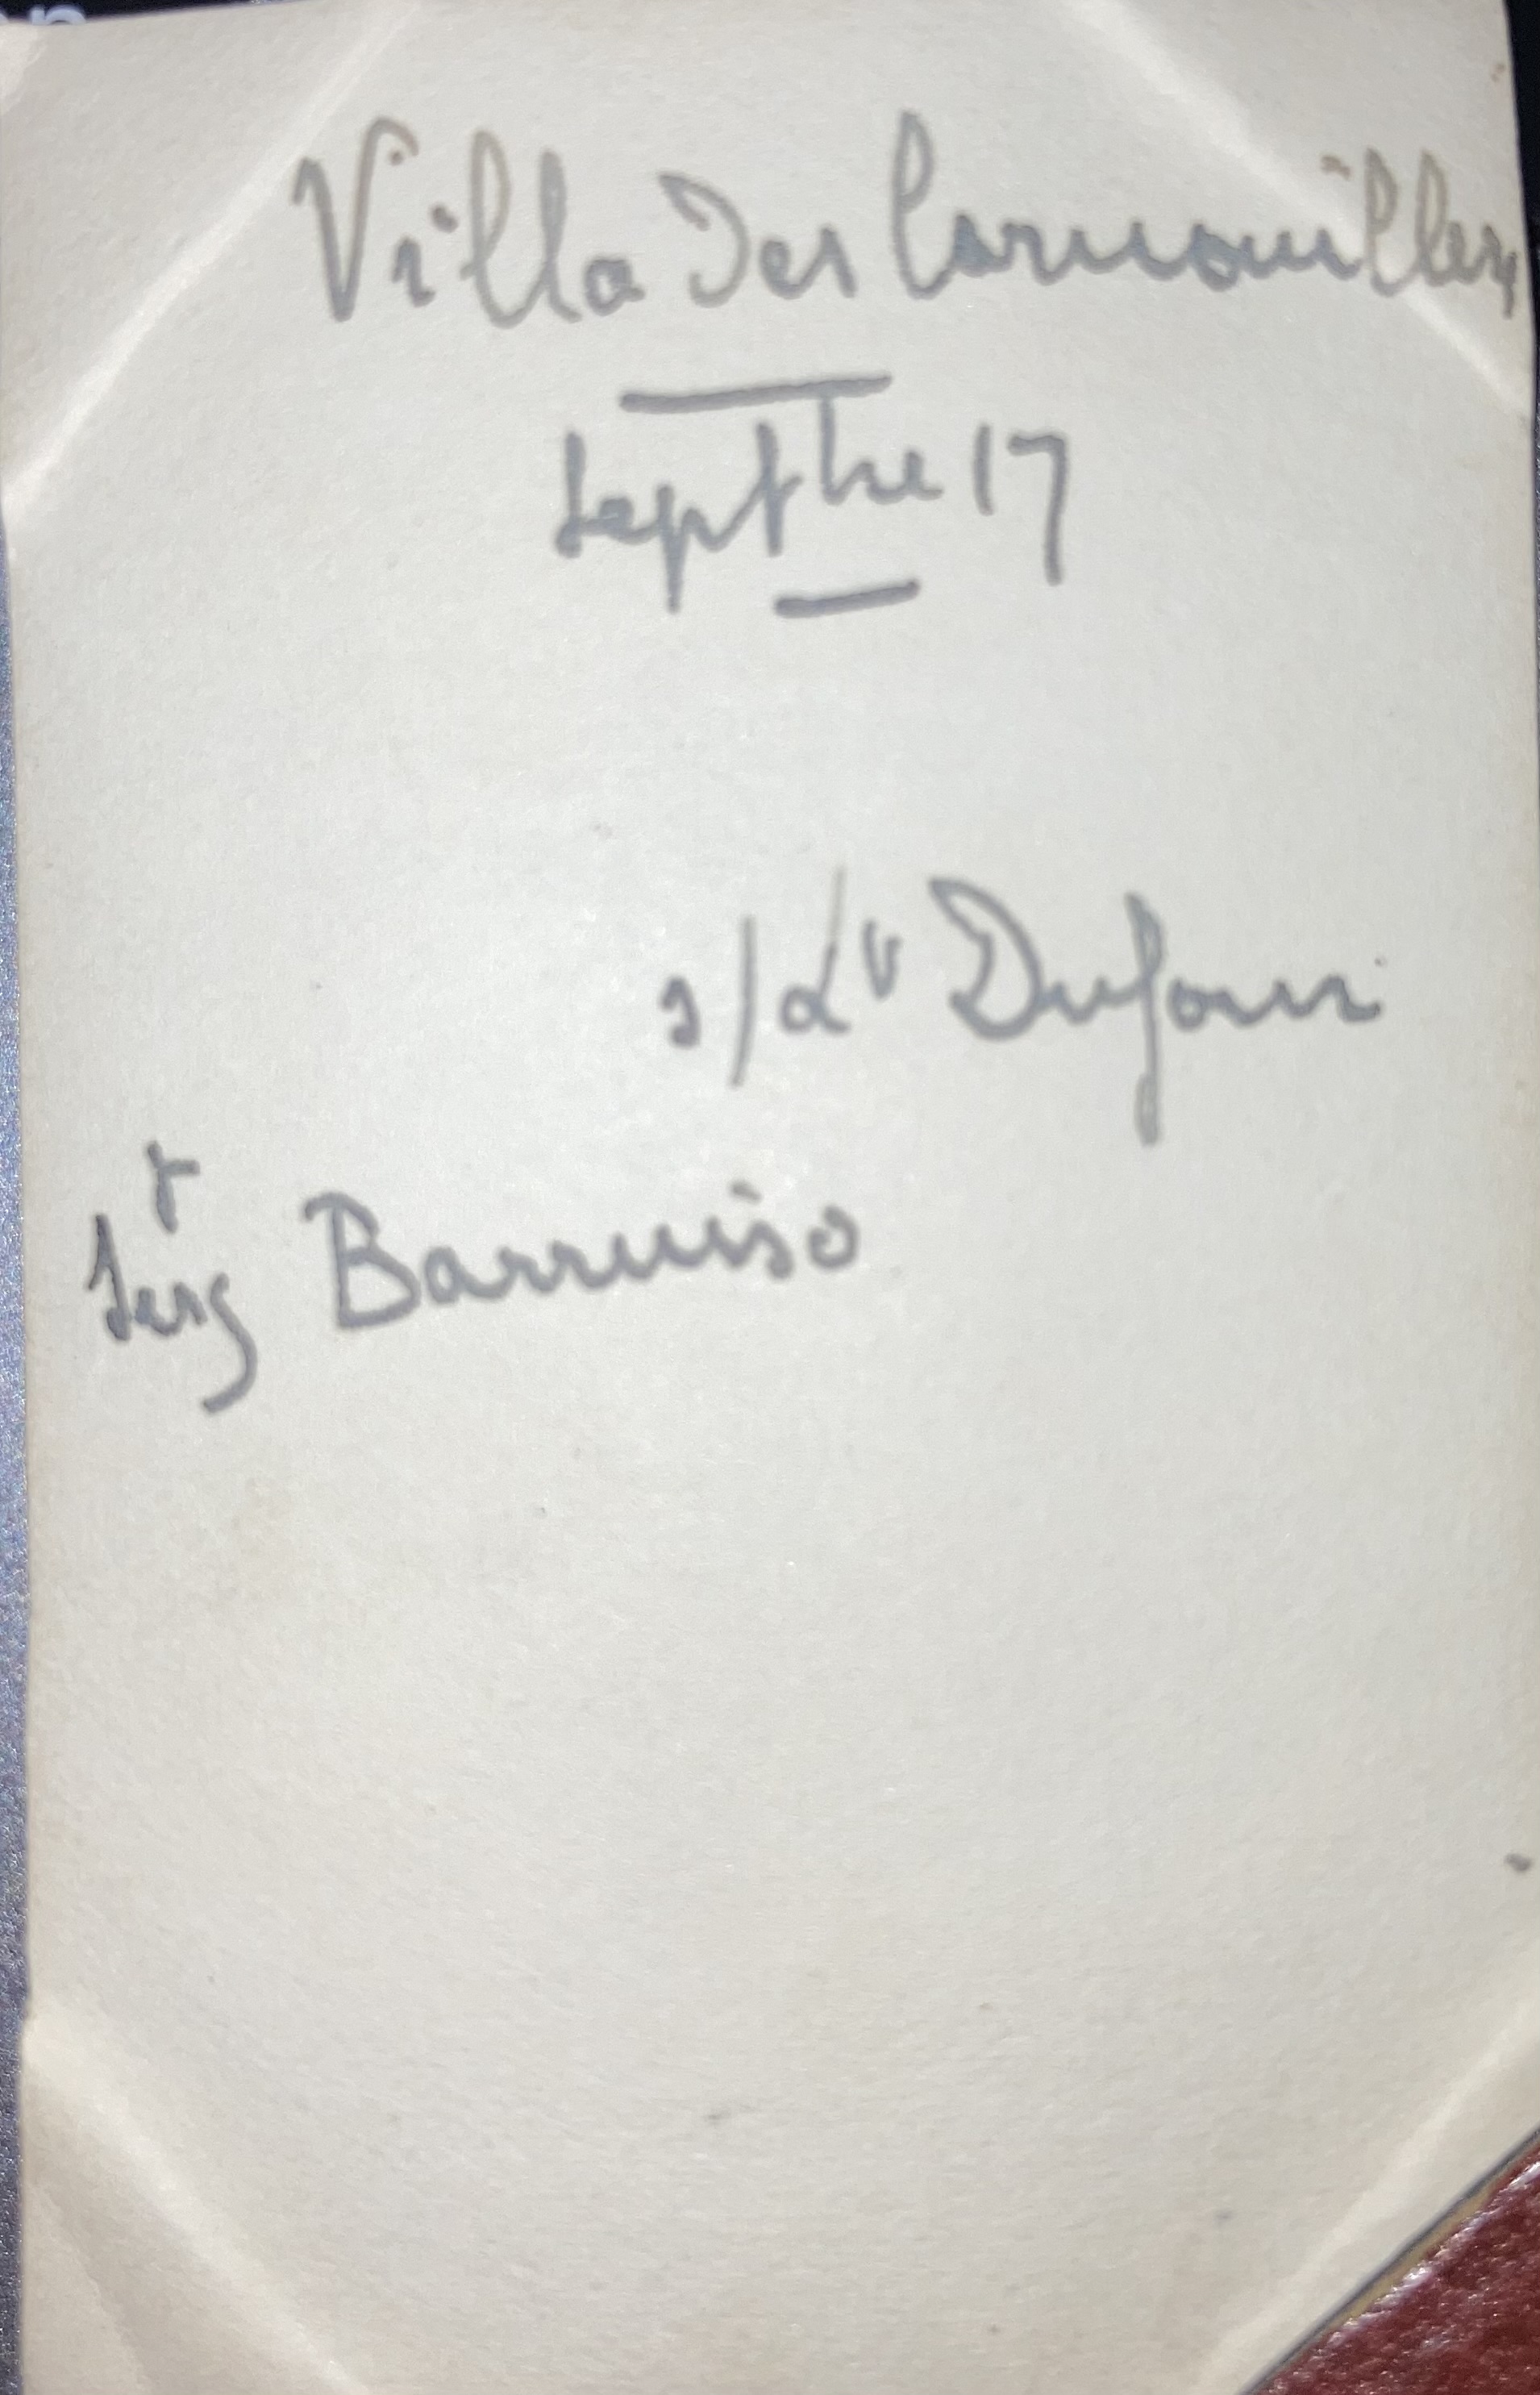 Villa des Cornouillers
Septbre 17
s/Lt Dufour
Sergt Barruiso